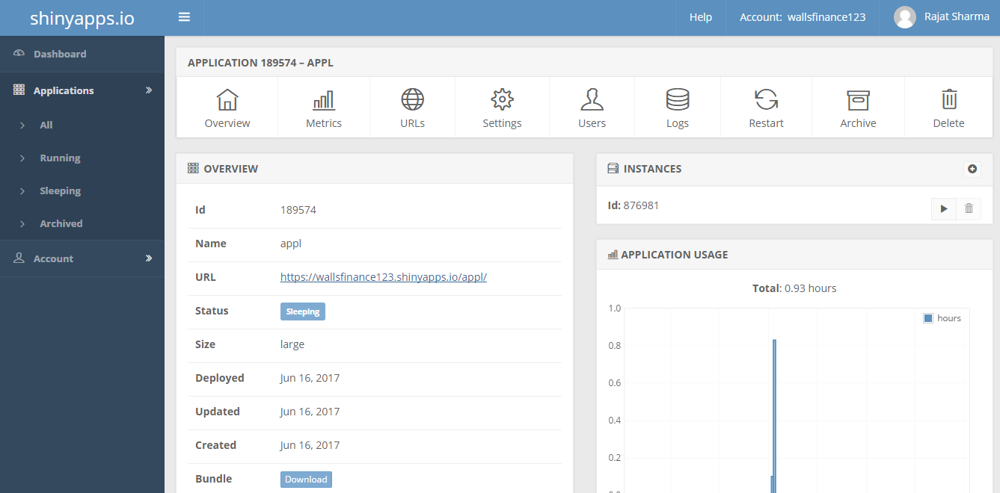 shinyapps.io
Help
Account: wallsfinance123
Rajat Sharma
Dashboard
Applications
All
Running
Sleeping
Archived
Account
APPLICATION 189574 – APPL
Overview
Metrics
URLs
Settings
Users
Logs
Restart
Archive
Delete
OVERVIEW
Id 189574
Name appl
URL https://wallsfinance123.shinyapps.io/appl/
Status Sleeping
Size large
Deployed Jun 16, 2017
Updated Jun 16, 2017
Created Jun 16, 2017
Bundle Download
INSTANCES
Id: 876981
APPLICATION USAGE
Total: 0.93 hours
hours
1.0
0.8
0.6
0.4
0.2
0.0